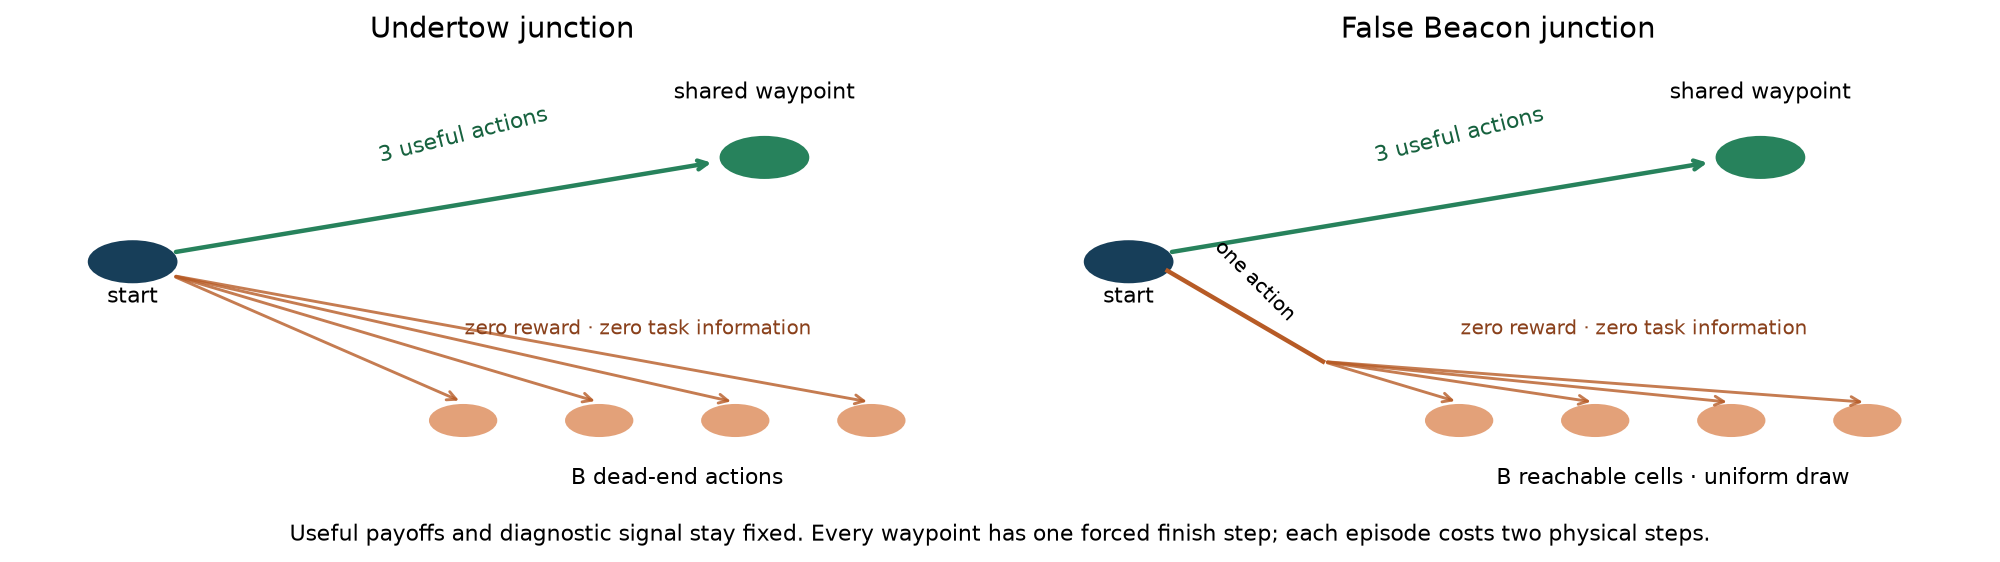 Undertow junction
shared waypoint
3 useful actions
start
zero reward · zero task information
B dead-end actions
False Beacon junction
shared waypoint
3 useful actions
one action
start
zero reward · zero task information
B reachable cells · uniform draw
Useful payoffs and diagnostic signal stay fixed. Every waypoint has one forced finish step; each episode costs two physical steps.